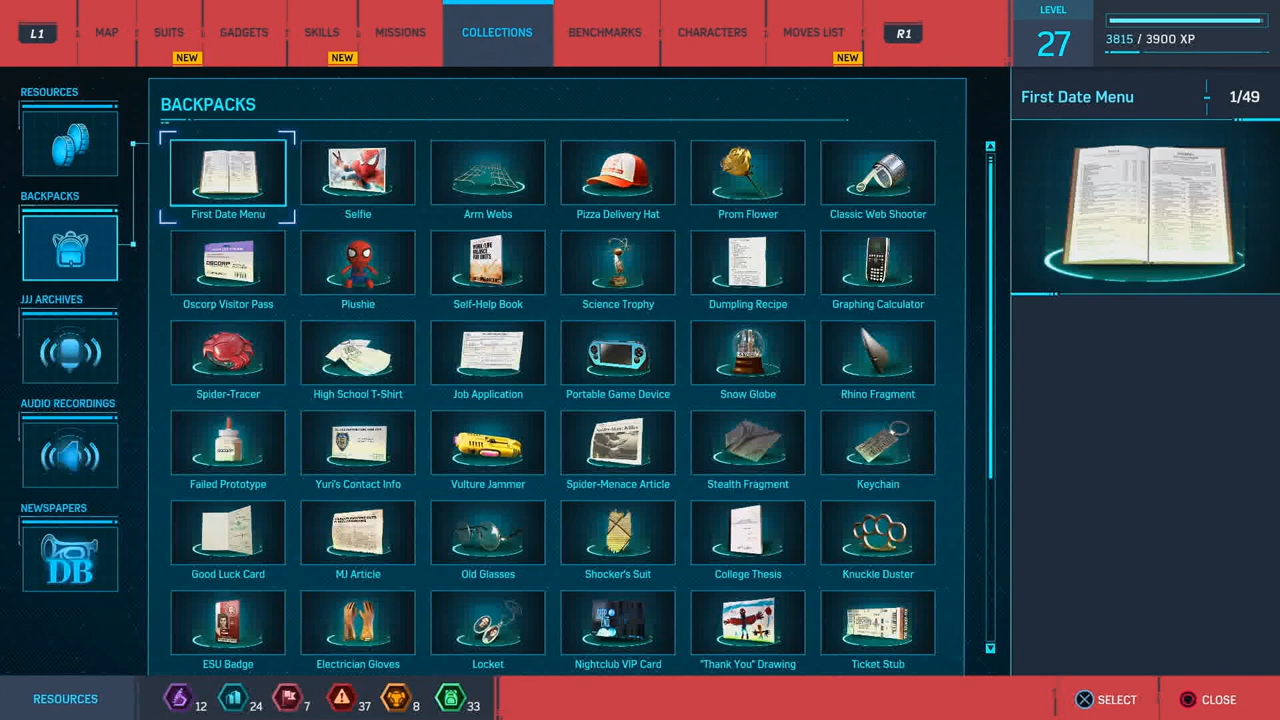 L1
MAP
SUITS
GADGETS
SKILLS
MISSIONS
COLLECTIONS
BENCHMARKS
CHARACTERS
MOVES LIST
R1
NEW
NEW
NEW
LEVEL
27
3815 / 3900 XP
RESOURCES
BACKPACKS
JJJ ARCHIVES
AUDIO RECORDINGS
NEWSPAPERS
DB
BACKPACKS
First Date Menu
Selfie
Arm Webs
Pizza Delivery Hat
Prom Flower
Classic Web Shooter
OSCORP
WORK/LIFE
BALANCE
FOR IDIOTS
Oscorp Visitor Pass
Plushie
Self-Help Book
Science Trophy
Dumpling Recipe
Graphing Calculator
Spider-Tracer
High School T-Shirt
Job Application
Portable Game Device
Snow Globe
Rhino Fragment
Failed Prototype
Yuri's Contact Info
Vulture Jammer
Spider-Menace Article
Stealth Fragment
Keychain
Good Luck Card
MJ Article
Old Glasses
Shocker's Suit
College Thesis
Knuckle Duster
ESU Badge
Electrician Gloves
Locket
Nightclub VIP Card
"Thank You" Drawing
Ticket Stub
First Date Menu
1/49
RESOURCES
12
24
7
37
8
33
SELECT
CLOSE